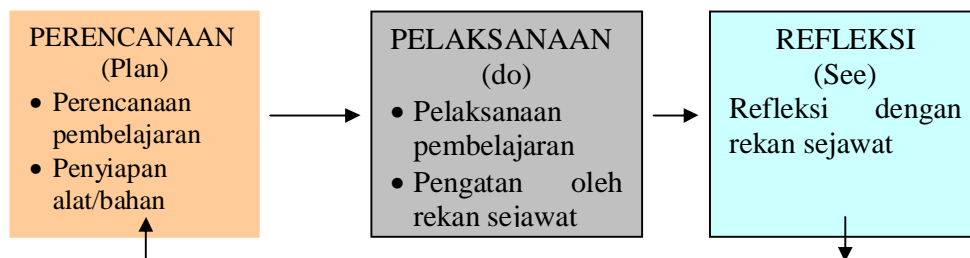 PERENCANAAN
(Plan)
• Perencanaan
pembelajaran
• Penyiapan
alat/bahan
PELAKSANAAN
(do)
• Pelaksanaan
pembelajaran
• Pengatan oleh
rekan sejawat
REFLEKSI
(See)
Refleksi dengan
rekan sejawat